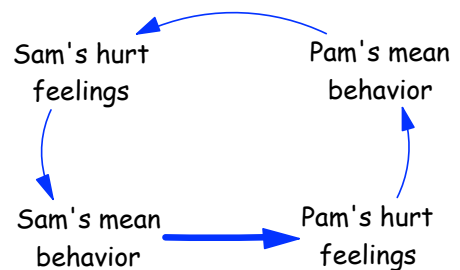 Sam's hurt
feelings
Pam's mean
behavior
Sam's mean
behavior
Pam's hurt
feelings